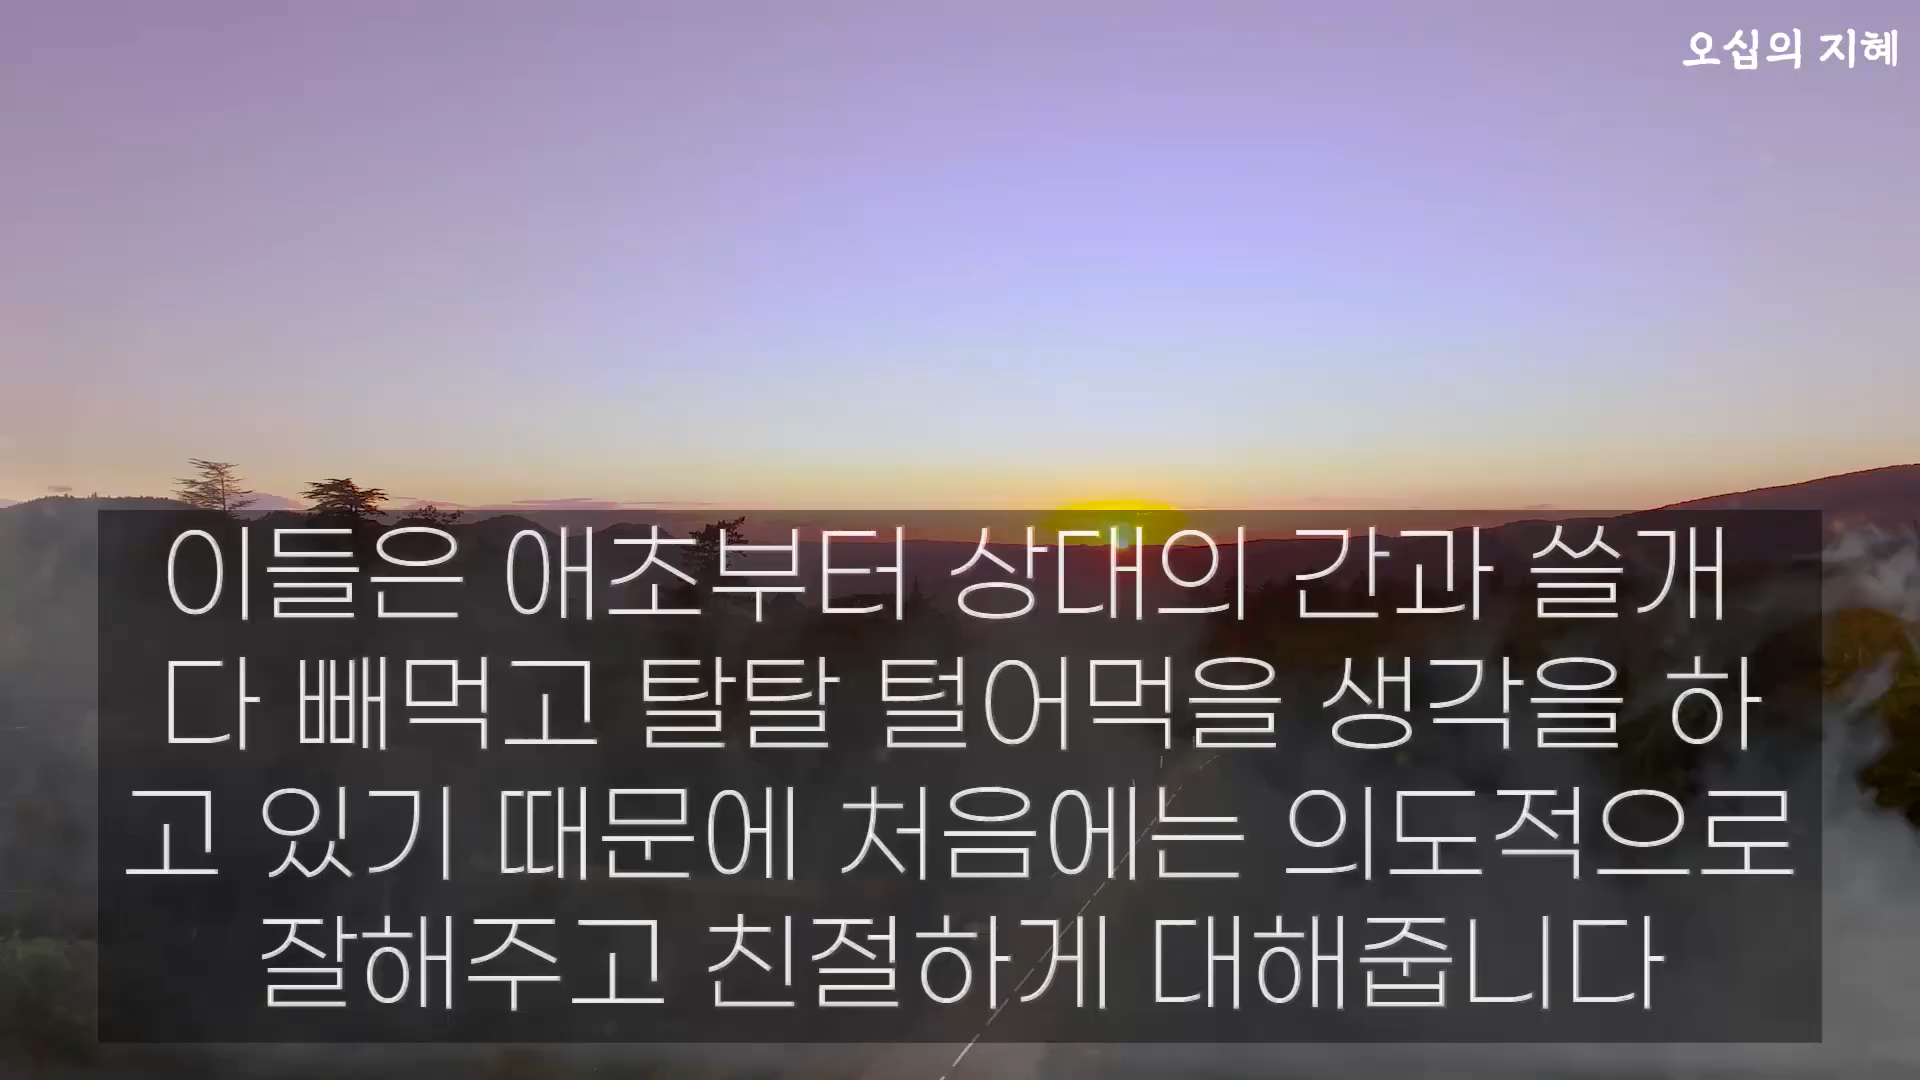 오십의 지혜
이들은 애초부터 상대의 간과 쓸개
다 빼먹고 탈탈 털어먹을 생각을 하
고 있기 때문에 처음에는 의도적으로
잘해주고 친절하게 대해줍니다